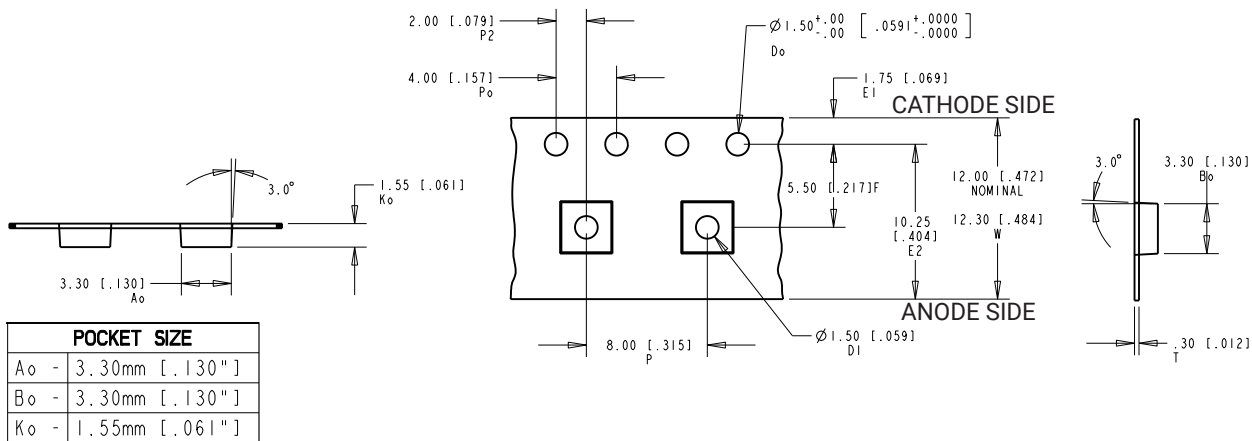 2.00 [.079]
P2
4.00 [.157]
Po
Ø1.50 +.00 -.00 [ .0591 +.0000 -.0000 ]
Do
1.75 [.069]
E1
CATHODE SIDE
3.0°
1.55 [.061]
Ko
3.30 [.130]
Ao
5.50 [.217]F
10.25
[.404]
E2
12.00 [.472]
NOMINAL
12.30 [.484]
W
3.0°
3.30 [.130]
Bo
ANODE SIDE
8.00 [.315]
P
Ø1.50 [.059]
D1
.30 [.012]
T
POCKET SIZE
Ao - 3.30mm [.130"]
Bo - 3.30mm [.130"]
Ko - 1.55mm [.061"]